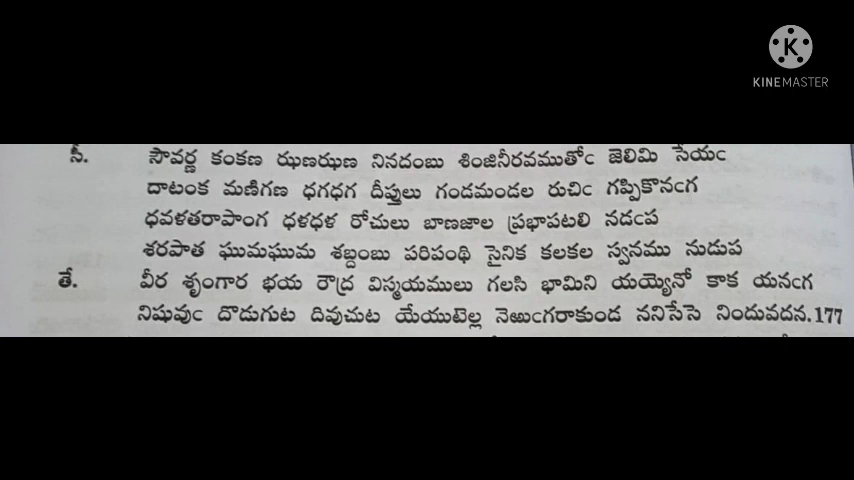 KINEMASTER
సీ. సౌవర్ణ కంకణ ఝణఝణ నినదంబు శింజినీరవముతోఁ జెలిమి సేయఁ
దాటంక మణిగణ ధగధగ దీప్తులు గండమండల రుచిఁ గప్పికొనఁగ
ధవళతరాపాంగ ధళధళ రోచులు బాణజాల ప్రభాపటలి నడఁప
శరపాత ఘుమఘుమ శబ్దంబు పరిపంథి సైనిక కలకల స్వనము నుడుప
తే. వీర శృంగార భయ రౌద్ర విస్మయములు గలసి భామిని యయ్యెనో కాక యనఁగ
నిషువుఁ దొడుగుట దివుచుట యేయుటెల్ల నెఱుఁగరాకుండ ననిసేసె నిందువదన.177